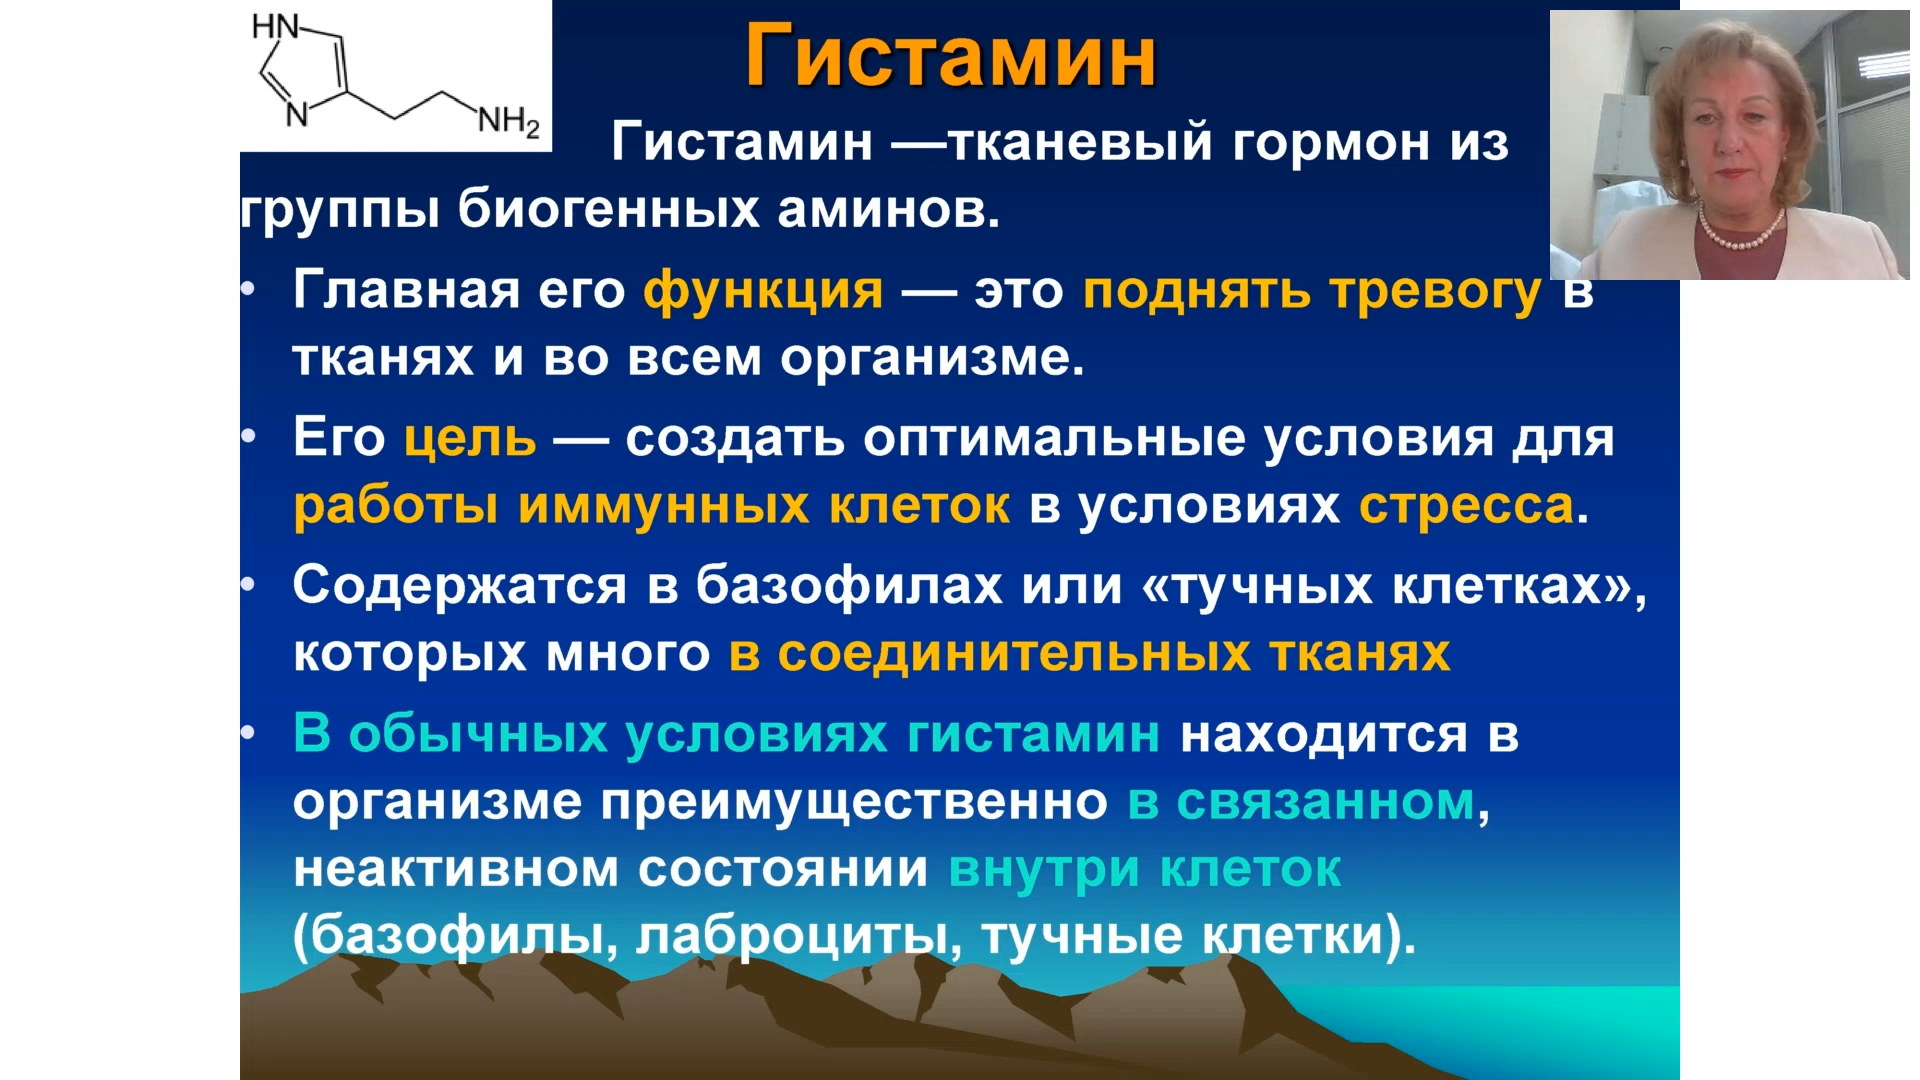 HN
N
NH2
Гистамин
Гистамин —тканевый гормон из
группы биогенных аминов.
• Главная его функция — это поднять тревогу в
тканях и во всем организме.
• Его цель — создать оптимальные условия для
работы иммунных клеток в условиях стресса.
• Содержатся в базофилах или «тучных клетках»,
которых много в соединительных тканях
• В обычных условиях гистамин находится в
организме преимущественно в связанном,
неактивном состоянии внутри клеток
(базофилы, лаброциты, тучные клетки).